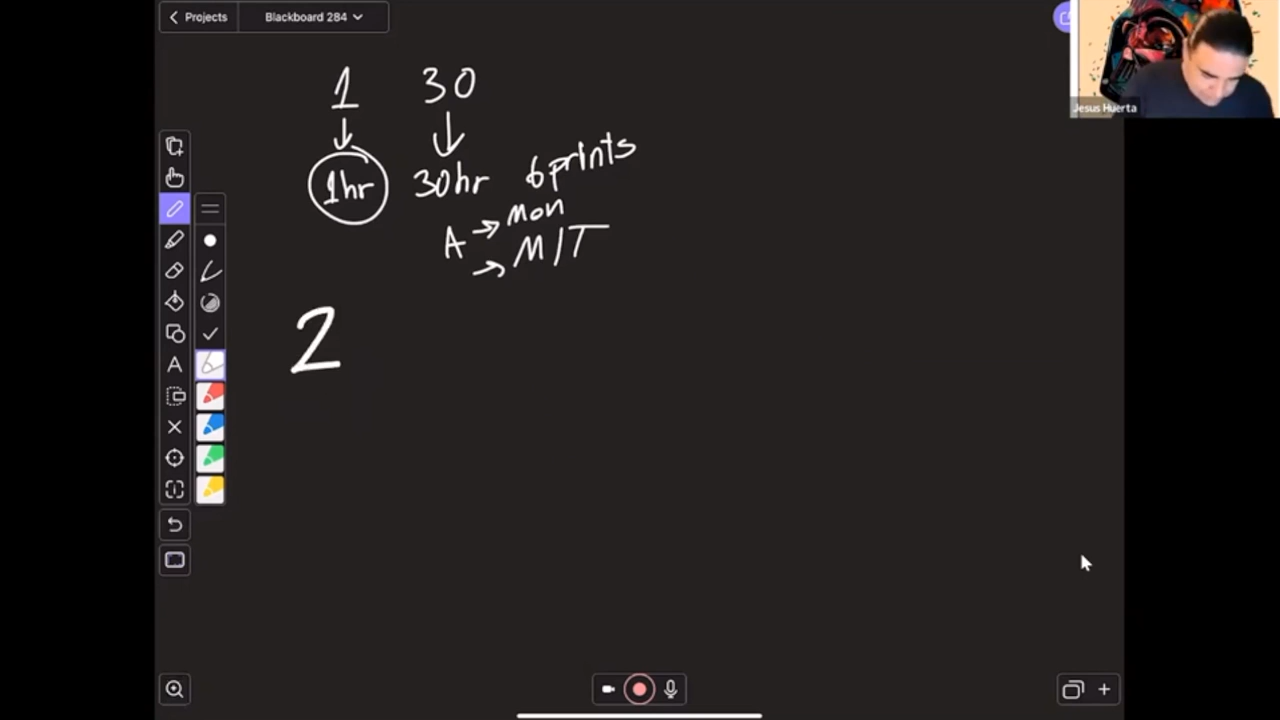 Projects
Blackboard 284
Jesus Huerta
1 30
1hr 30hr 6prints
A → Mon
→ M/T
2
A